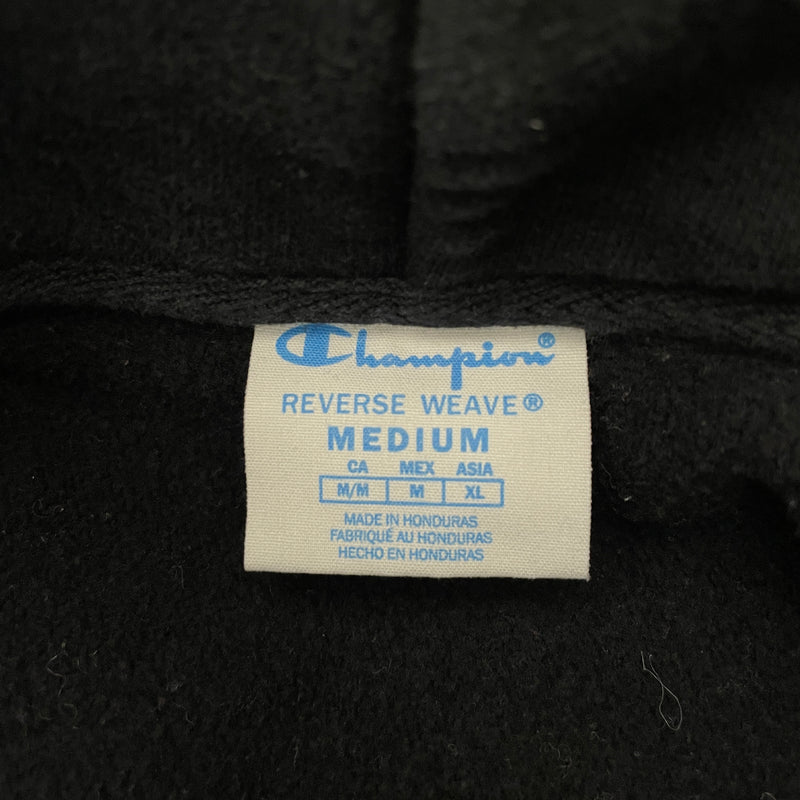 Champion®
REVERSE WEAVE®
MEDIUM
CA MEX ASIA
M/M M XL
MADE IN HONDURAS
FABRIQUÉ AU HONDURAS
HECHO EN HONDURAS